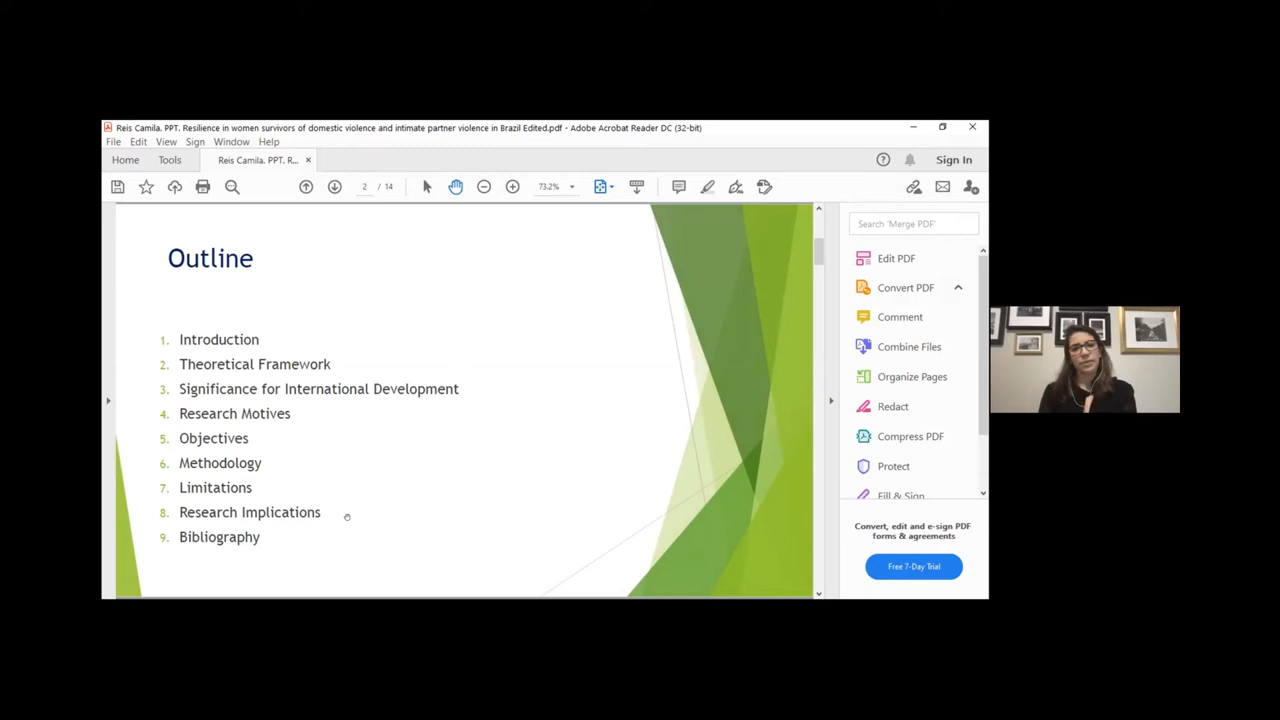 Reis Camila. PPT. Resilience in women survivors of domestic violence and intimate partner violence in Brazil Edited.pdf - Adobe Acrobat Reader DC (32-bit)
File Edit View Sign Window Help
Home Tools Reis Camila. PPT. R... × Sign In
2 / 14 73.2%
Outline
1. Introduction
2. Theoretical Framework
3. Significance for International Development
4. Research Motives
5. Objectives
6. Methodology
7. Limitations
8. Research Implications
9. Bibliography
Search 'Merge PDF'
Edit PDF
Convert PDF
Comment
Combine Files
Organize Pages
Redact
Compress PDF
Protect
Fill & Sign
Convert, edit and e-sign PDF
forms & agreements
Free 7-Day Trial